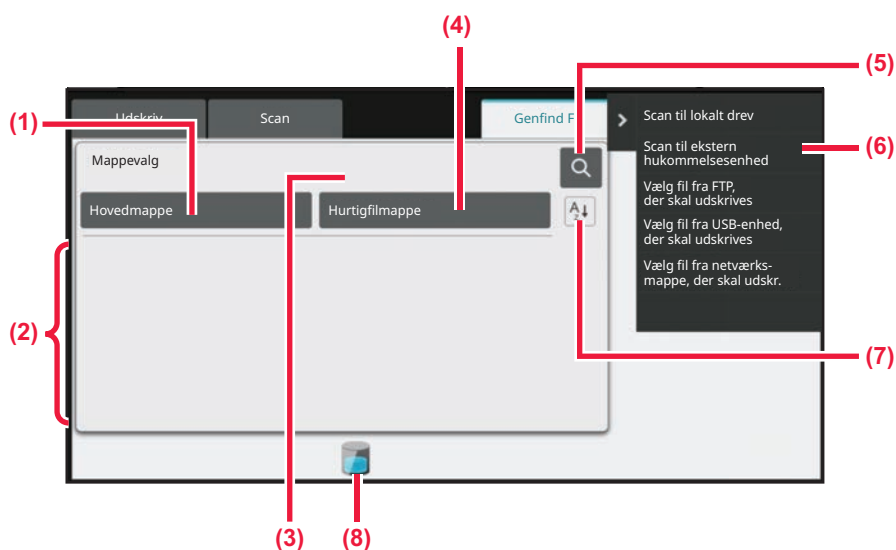 (4)
(5)
(1)
Udskriv
Scan
Genfind F
Scan til lokalt drev
Scan til ekstern
hukommelsesenhed
(6)
Mappevalg
Vælg fil fra FTP,
der skal udskrives
Hovedmappe
Hurtigfilmappe
A
Z
Vælg fil fra USB-enhed,
der skal udskrives
Vælg fil fra netværks-
mappe, der skal udskr.
(2)
(7)
(3)
(8)